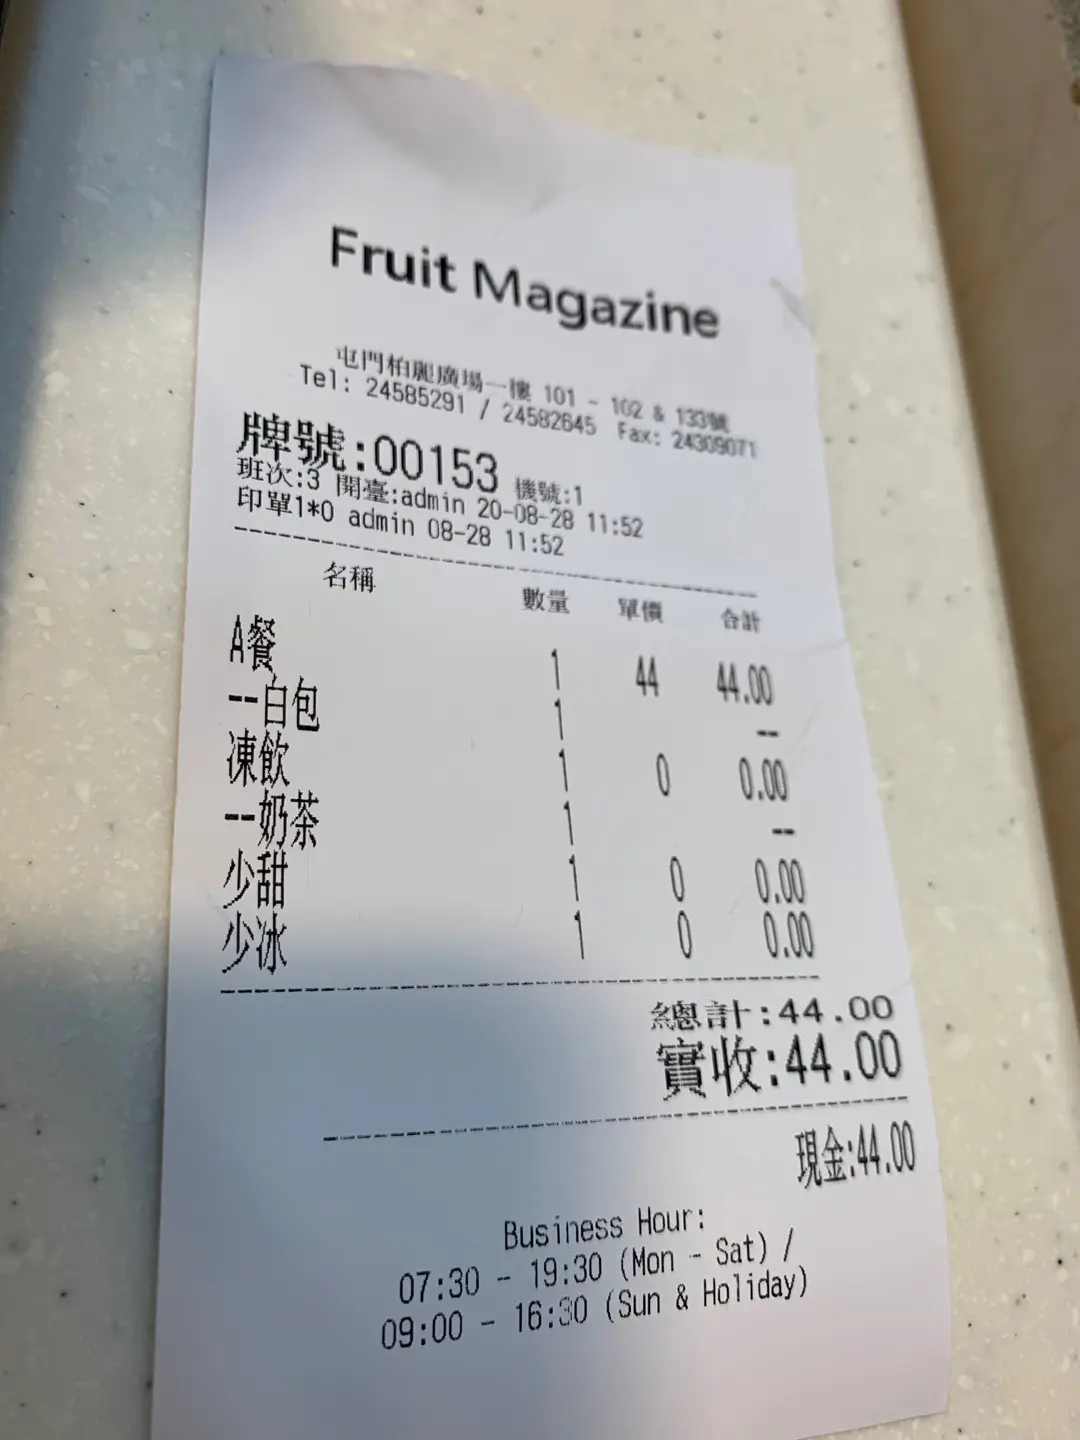 Fruit Magazine
屯門柏麗廣場一樓 101 - 102 & 133號
Tel: 24585291 / 24582645 Fax: 24309071
牌號:00153 機號:1
班次:3 開臺:admin 20-08-28 11:52
印單1*0 admin 08-28 11:52
名稱 數量 單價 合計
A餐 1 44 44.00
--白包 1 --
凍飲 1 0 0.00
--奶茶 1 --
少甜 1 0 0.00
少冰 1 0 0.00
總計:44.00
實收:44.00
現金:44.00
Business Hour:
07:30 - 19:30 (Mon - Sat) /
09:00 - 16:30 (Sun & Holiday)